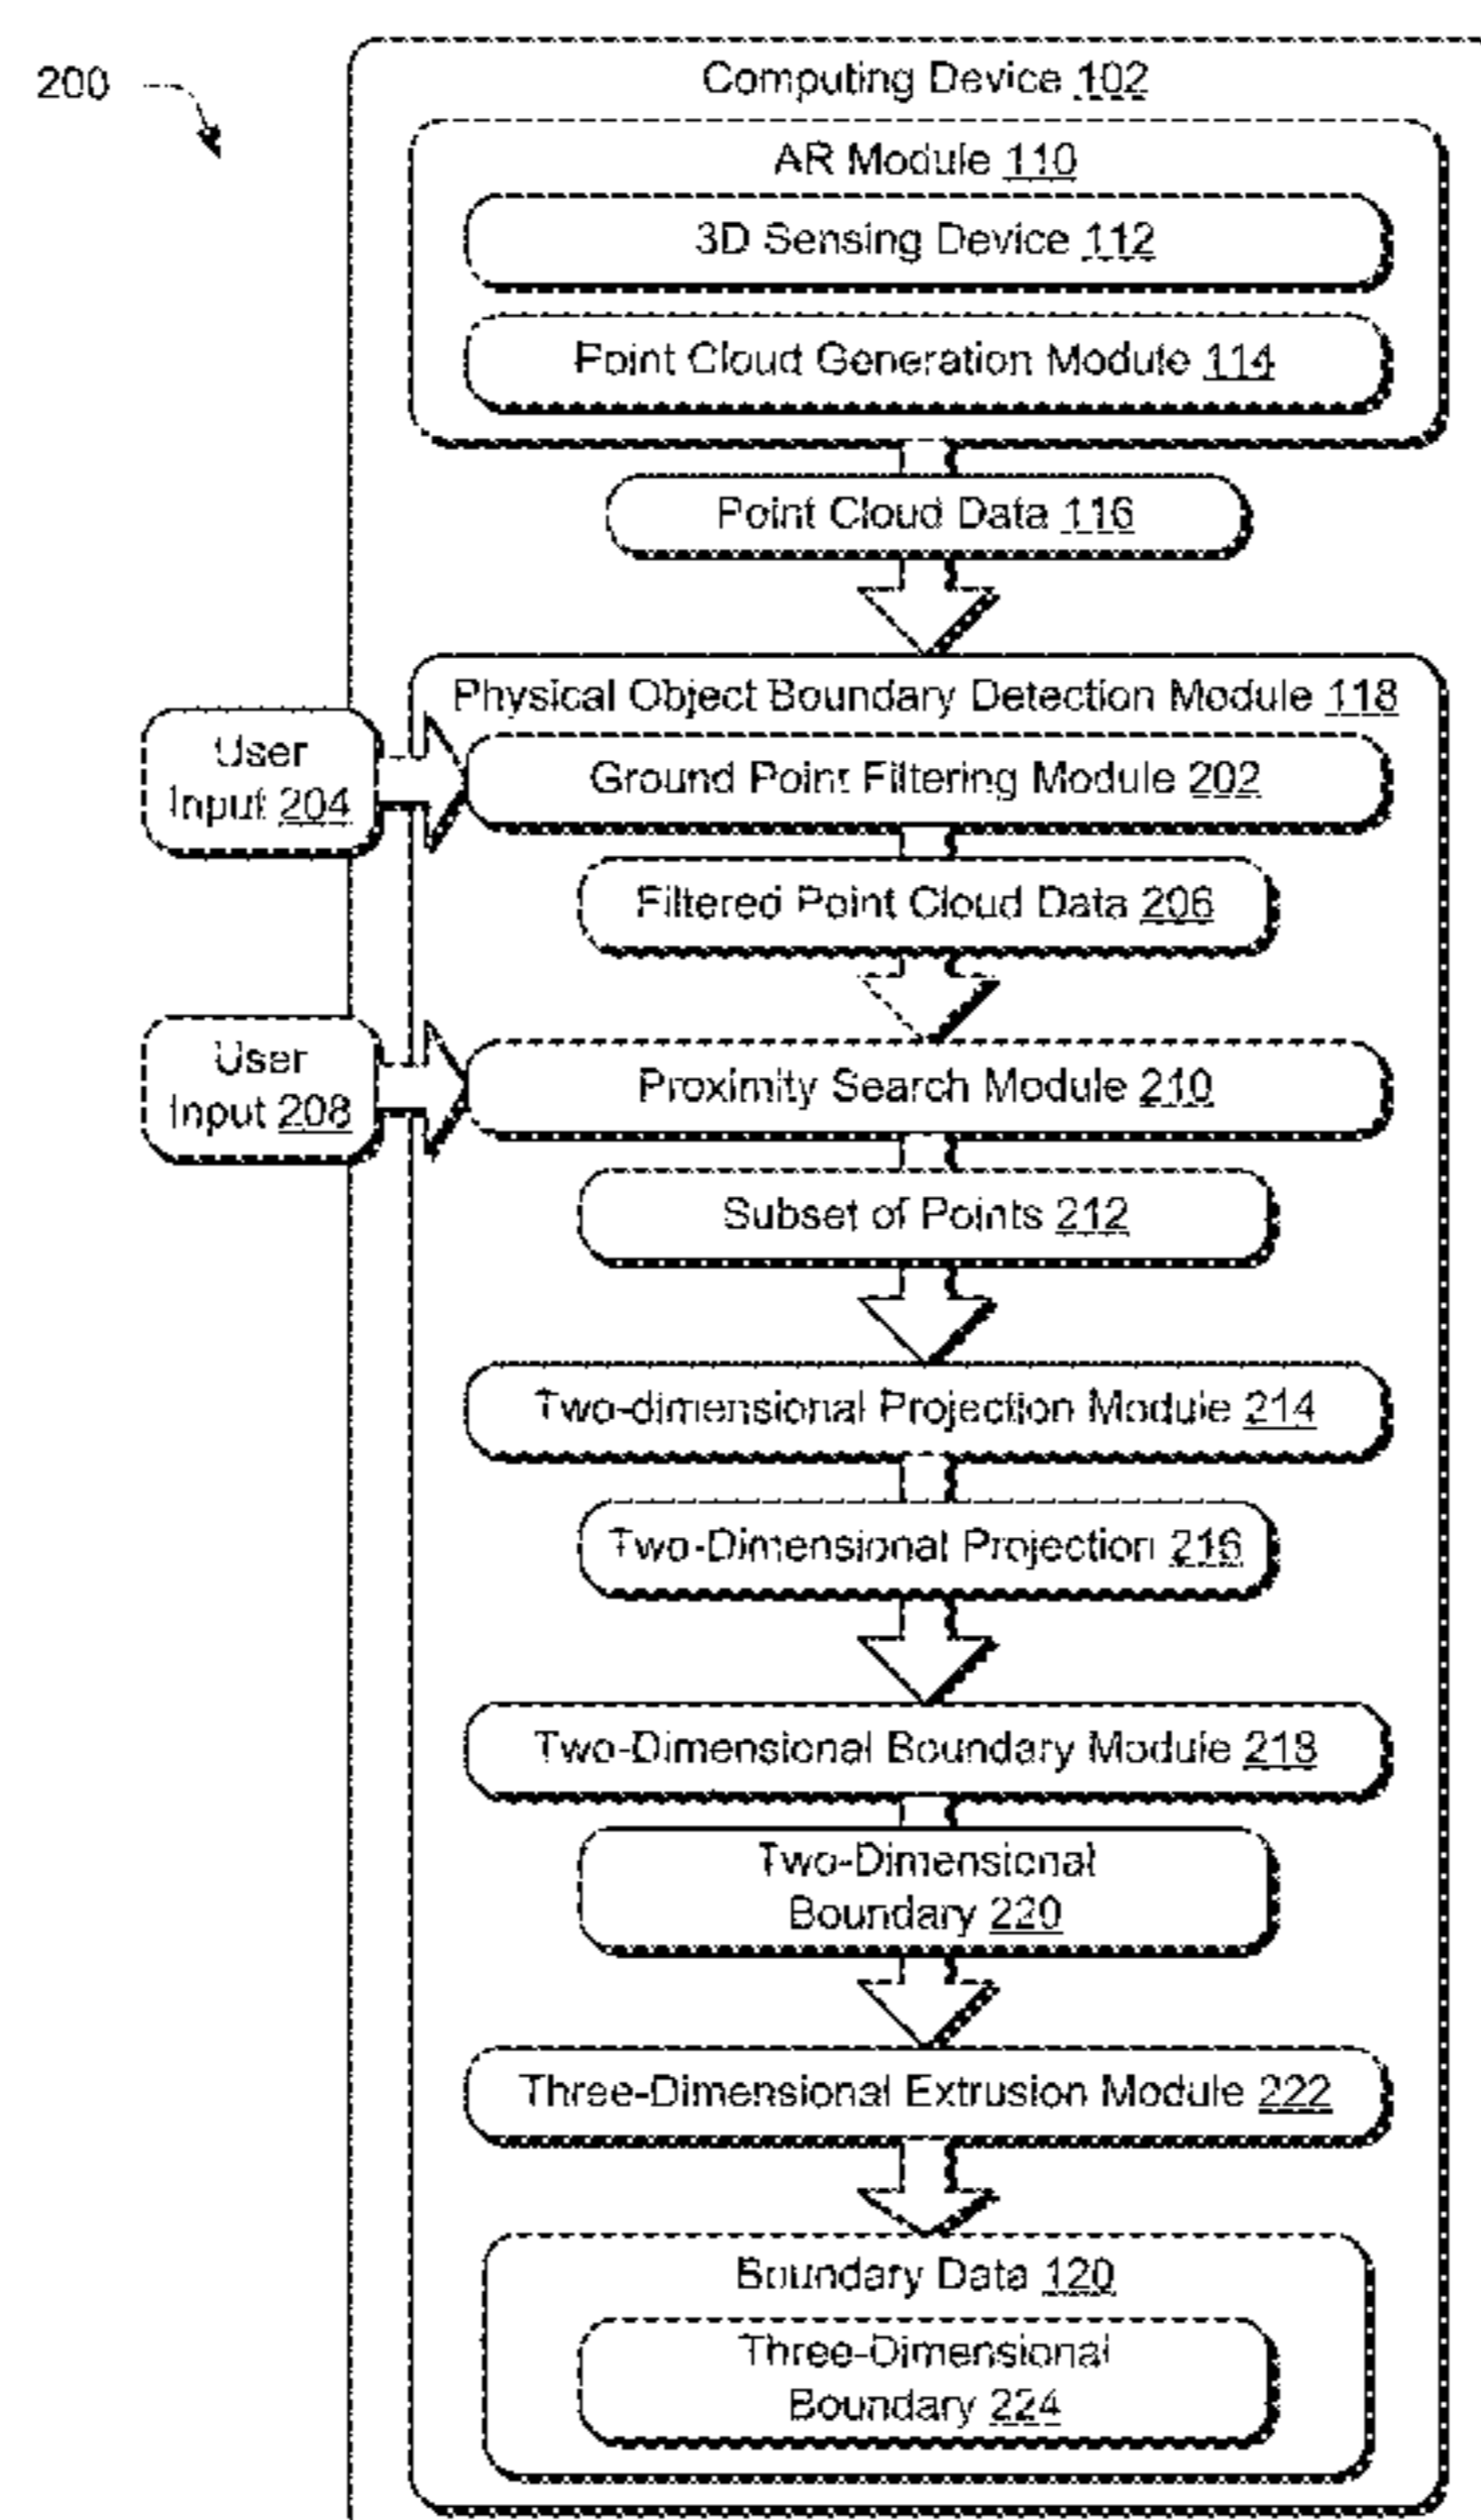 200
Computing Device 102
AR Module 110
3D Sensing Device 112
Point Cloud Generation Module 114
Point Cloud Data 116
Physical Object Boundary Detection Module 118
User
Input 204
Ground Point Filtering Module 202
Filtered Point Cloud Data 206
User
Input 208
Proximity Search Module 210
Subset of Points 212
Two-dimensional Projection Module 214
Two-Dimensional Projection 216
Two-Dimensional Boundary Module 218
Two-Dimensional
Boundary 220
Three-Dimensional Extrusion Module 222
Boundary Data 120
Three-Dimensional
Boundary 224